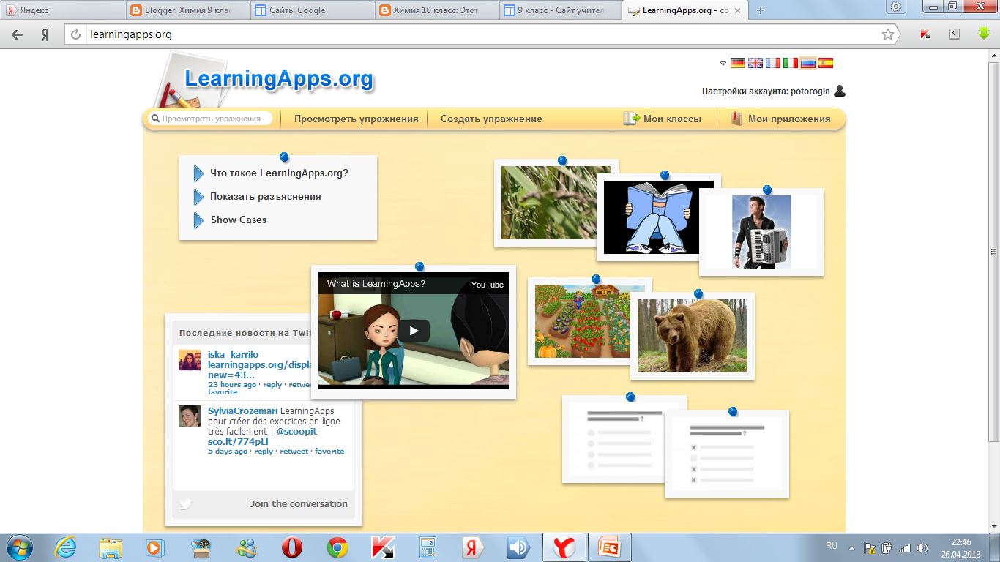 Яндекс
Blogger: Химия 9 клас
Сайты Google
Химия 10 класс: Этот
9 класс - Сайт учител
LearningApps.org - со
learningapps.org
LearningApps.org
Настройки аккаунта: potorogin
Просмотреть упражнения
Просмотреть упражнения
Создать упражнение
Мои классы
Мои приложения
Что такое LearningApps.org?
Показать разъяснения
Show Cases
What is LearningApps?
YouTube
Последние новости на Twit
iska_karrilo
learningapps.org/displa
new=43...
23 hours ago · reply · retwee
favorite
SylviaCrozemari LearningApps
pour créer des exercices en ligne
très facilement | @scoopit
sco.lt/774pLl
5 days ago · reply · retweet · favorite
Join the conversation
?
?
RU
22:46
26.04.2013